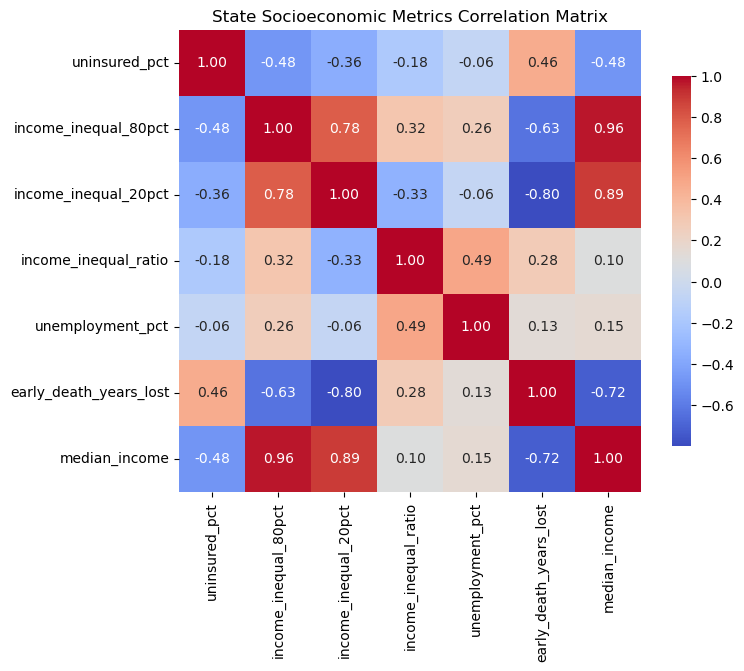 State Socioeconomic Metrics Correlation Matrix
uninsured_pct 1.00 -0.48 -0.36 -0.18 -0.06 0.46 -0.48
income_inequal_80pct -0.48 1.00 0.78 0.32 0.26 -0.63 0.96
income_inequal_20pct -0.36 0.78 1.00 -0.33 -0.06 -0.80 0.89
income_inequal_ratio -0.18 0.32 -0.33 1.00 0.49 0.28 0.10
unemployment_pct -0.06 0.26 -0.06 0.49 1.00 0.13 0.15
early_death_years_lost 0.46 -0.63 -0.80 0.28 0.13 1.00 -0.72
median_income -0.48 0.96 0.89 0.10 0.15 -0.72 1.00
uninsured_pct
income_inequal_80pct
income_inequal_20pct
income_inequal_ratio
unemployment_pct
early_death_years_lost
median_income
1.0
0.8
0.6
0.4
0.2
0.0
−0.2
−0.4
−0.6